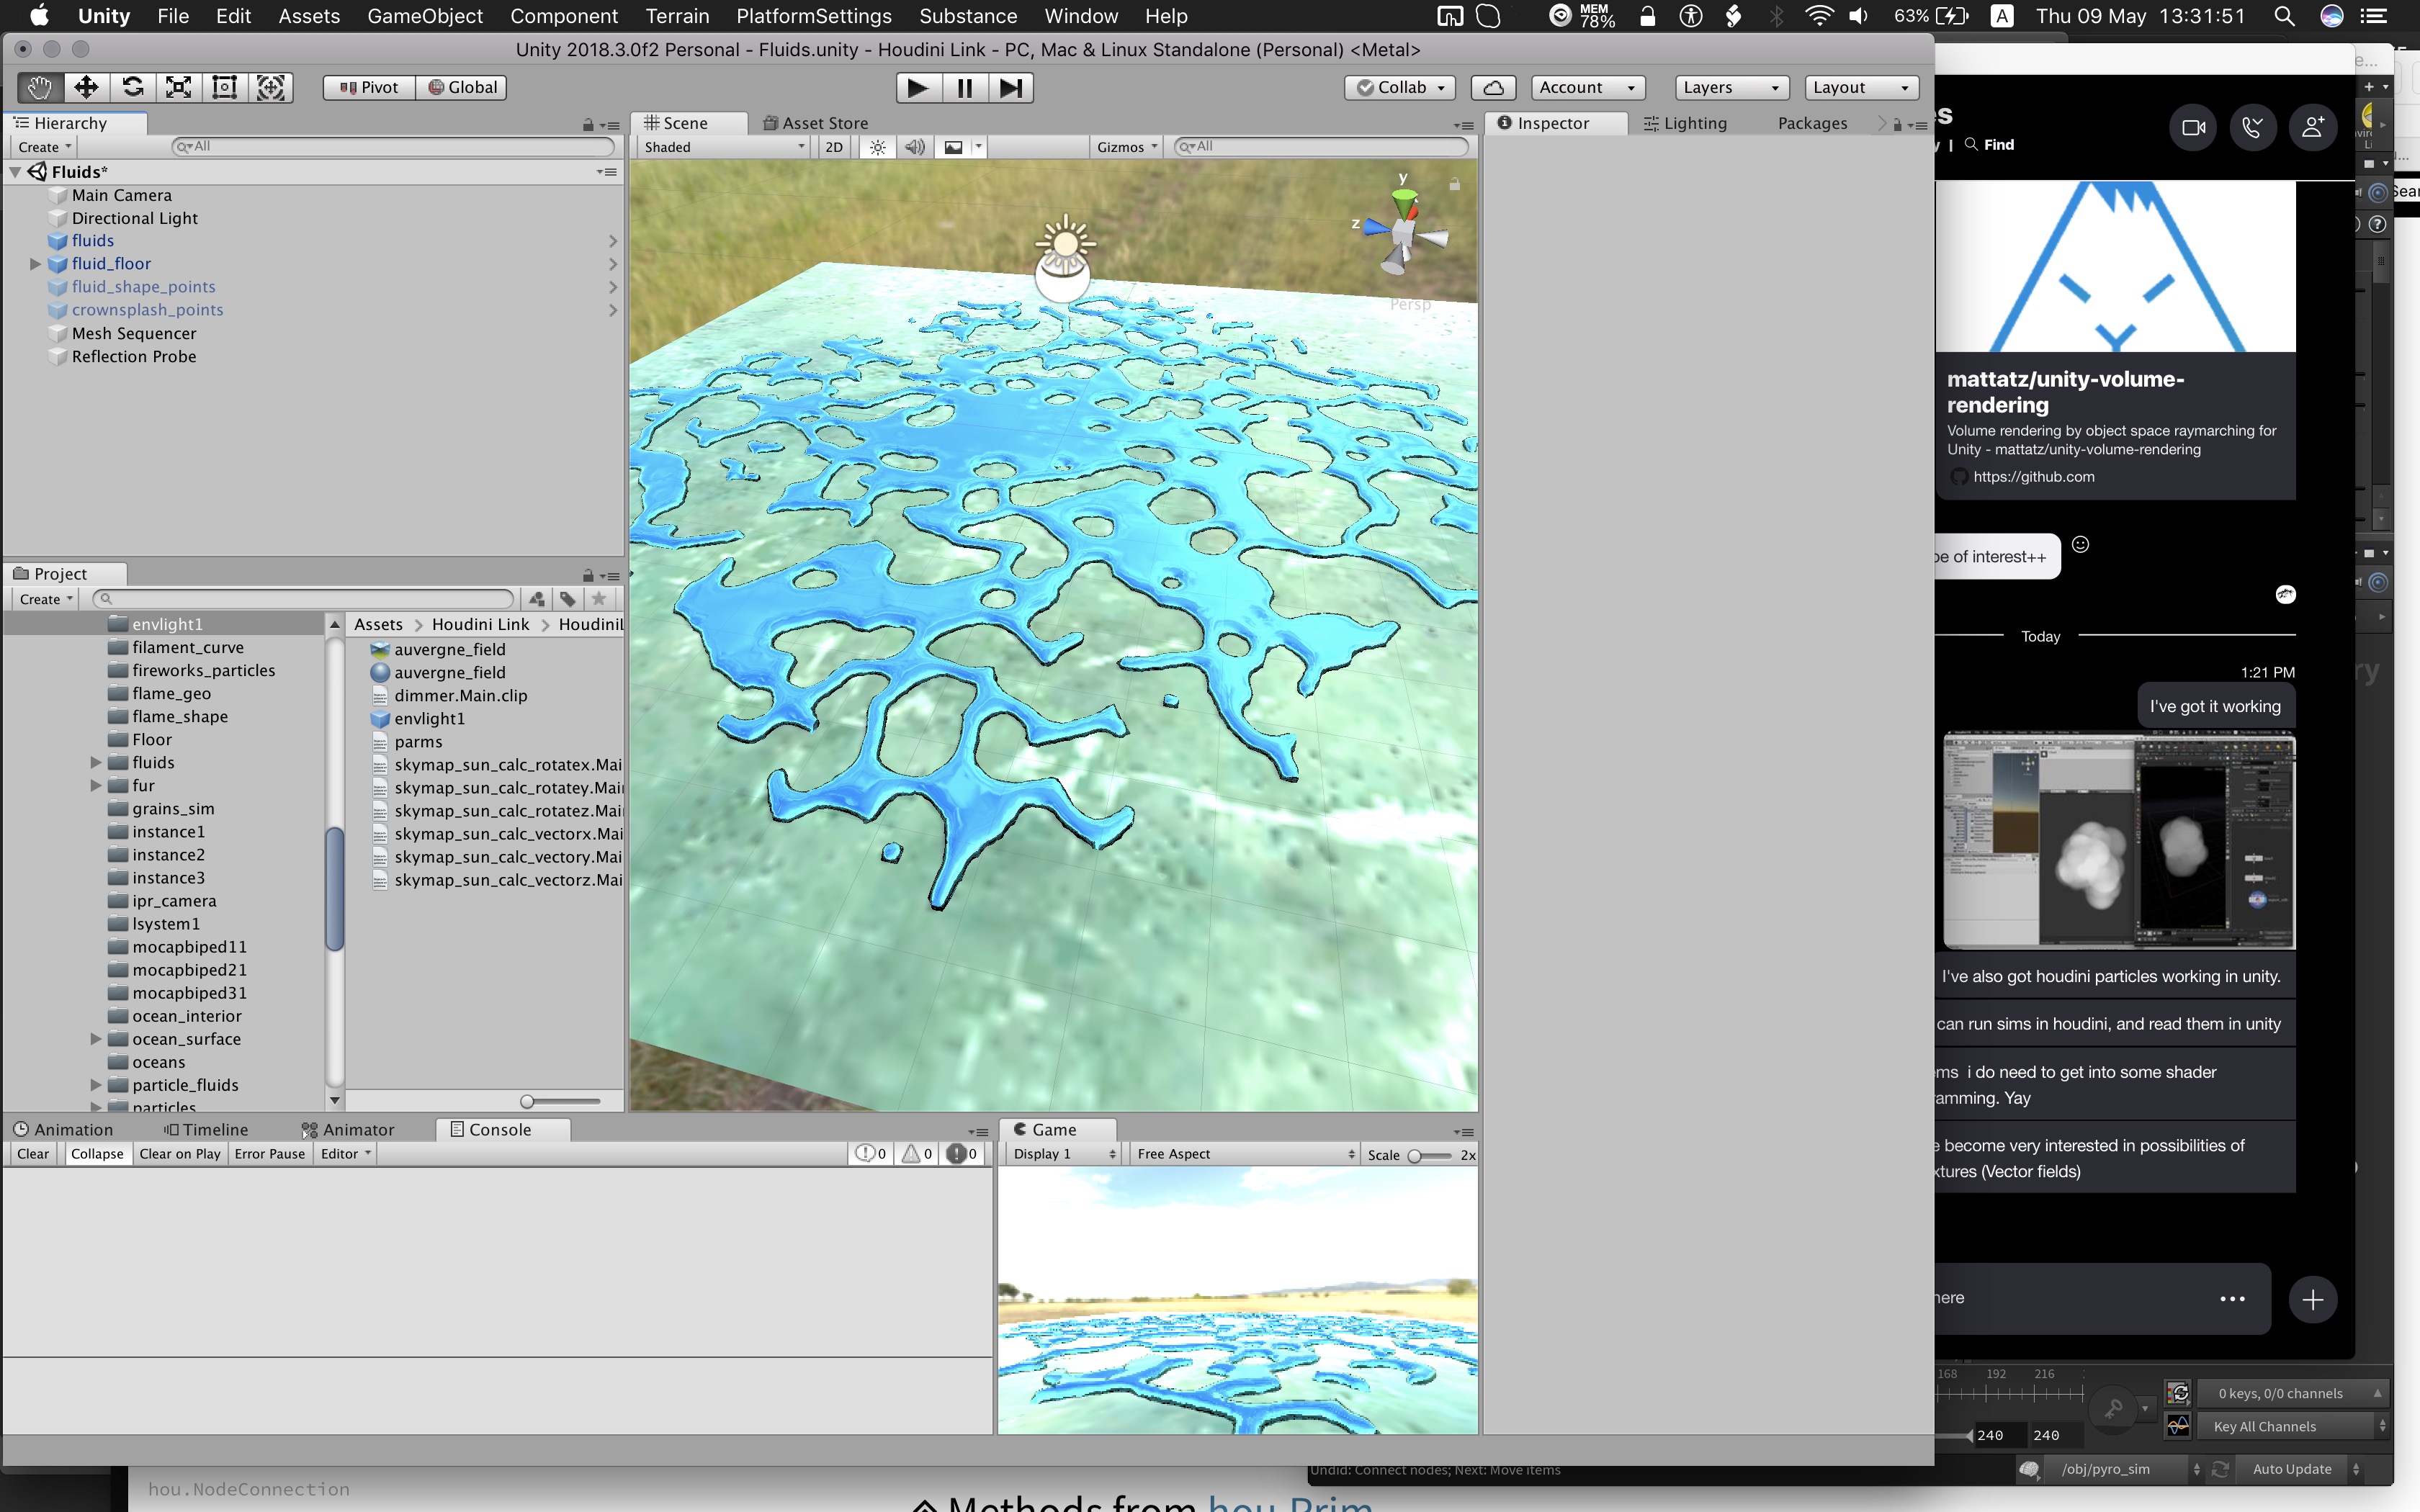 Unity File Edit Assets GameObject Component Terrain PlatformSettings Substance Window Help
MEM 78% 63% A Thu 09 May 13:31:51
Unity 2018.3.0f2 Personal - Fluids.unity - Houdini Link - PC, Mac & Linux Standalone (Personal) <Metal>
Pivot Global Collab Account Layers Layout
Hierarchy
Create All
Fluids*
Main Camera
Directional Light
fluids
fluid_floor
fluid_shape_points
crownsplash_points
Mesh Sequencer
Reflection Probe
Scene Asset Store
Shaded 2D Gizmos All
y
z
Persp
Inspector Lighting Packages
Project
Create
envlight1
filament_curve
fireworks_particles
flame_geo
flame_shape
Floor
fluids
fur
grains_sim
instance1
instance2
instance3
ipr_camera
lsystem1
mocapbiped11
mocapbiped21
mocapbiped31
ocean_interior
ocean_surface
oceans
particle_fluids
particles
Assets Houdini Link HoudiniL
auvergne_field
auvergne_field
dimmer.Main.clip
envlight1
parms
skymap_sun_calc_rotatex.Mai
skymap_sun_calc_rotatey.Mai
skymap_sun_calc_rotatez.Mai
skymap_sun_calc_vectorx.Mai
skymap_sun_calc_vectory.Mai
skymap_sun_calc_vectorz.Mai
Animation Timeline Animator Console
Clear Collapse Clear on Play Error Pause Editor 0 0 0
Game
Display 1 Free Aspect Scale 2x
Find
mattatz/unity-volume-
rendering
Volume rendering by object space raymarching for
Unity - mattatz/unity-volume-rendering
https://github.com
be of interest++
Today
1:21 PM
I've got it working
I've also got houdini particles working in unity.
can run sims in houdini, and read them in unity
ems i do need to get into some shader
ramming. Yay
e become very interested in possibilities of
xtures (Vector fields)
here
168 192 216
0 keys, 0/0 channels
Key All Channels
240 240
/obj/pyro_sim Auto Update
Undid: Connect nodes; Next: Move items
hou.NodeConnection
Methods from hou.Prim